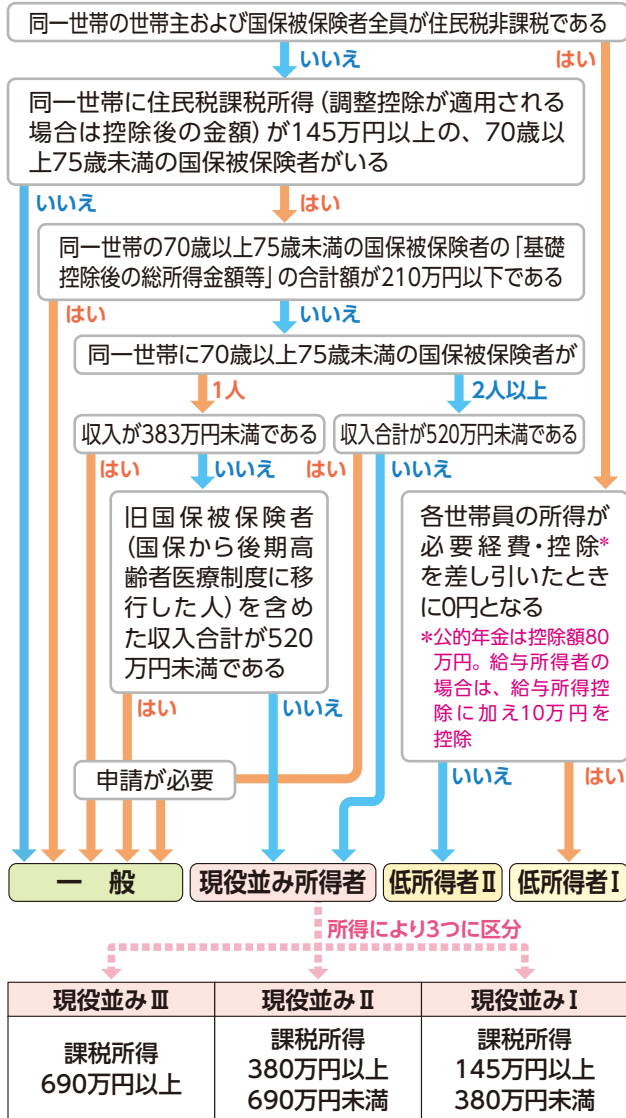 同一世帯の世帯主および国保被保険者全員が住民税非課税である
いいえ
はい
同一世帯に住民税課税所得（調整控除が適用される
場合は控除後の金額）が145万円以上の、70歳以
上75歳未満の国保被保険者がいる
いいえ
はい
同一世帯の70歳以上75歳未満の国保被保険者の「基礎
控除後の総所得金額等」の合計額が210万円以下である
はい
いいえ
同一世帯に70歳以上75歳未満の国保被保険者が
1人
2人以上
収入が383万円未満である
収入合計が520万円未満である
はい
いいえ
はい
いいえ
旧国保被保険者
（国保から後期高
齢者医療制度に移
行した人）を含め
た収入合計が520
万円未満である
各世帯員の所得が
必要経費・控除*
を差し引いたとき
に0円となる
*公的年金は控除額80
万円。給与所得者の
場合は、給与所得控
除に加え10万円を
控除
はい
いいえ
申請が必要
いいえ
はい
一般
現役並み所得者
低所得者Ⅱ
低所得者Ⅰ
所得により3つに区分
現役並みⅢ
現役並みⅡ
現役並みⅠ
課税所得
690万円以上
課税所得
380万円以上
690万円未満
課税所得
145万円以上
380万円未満